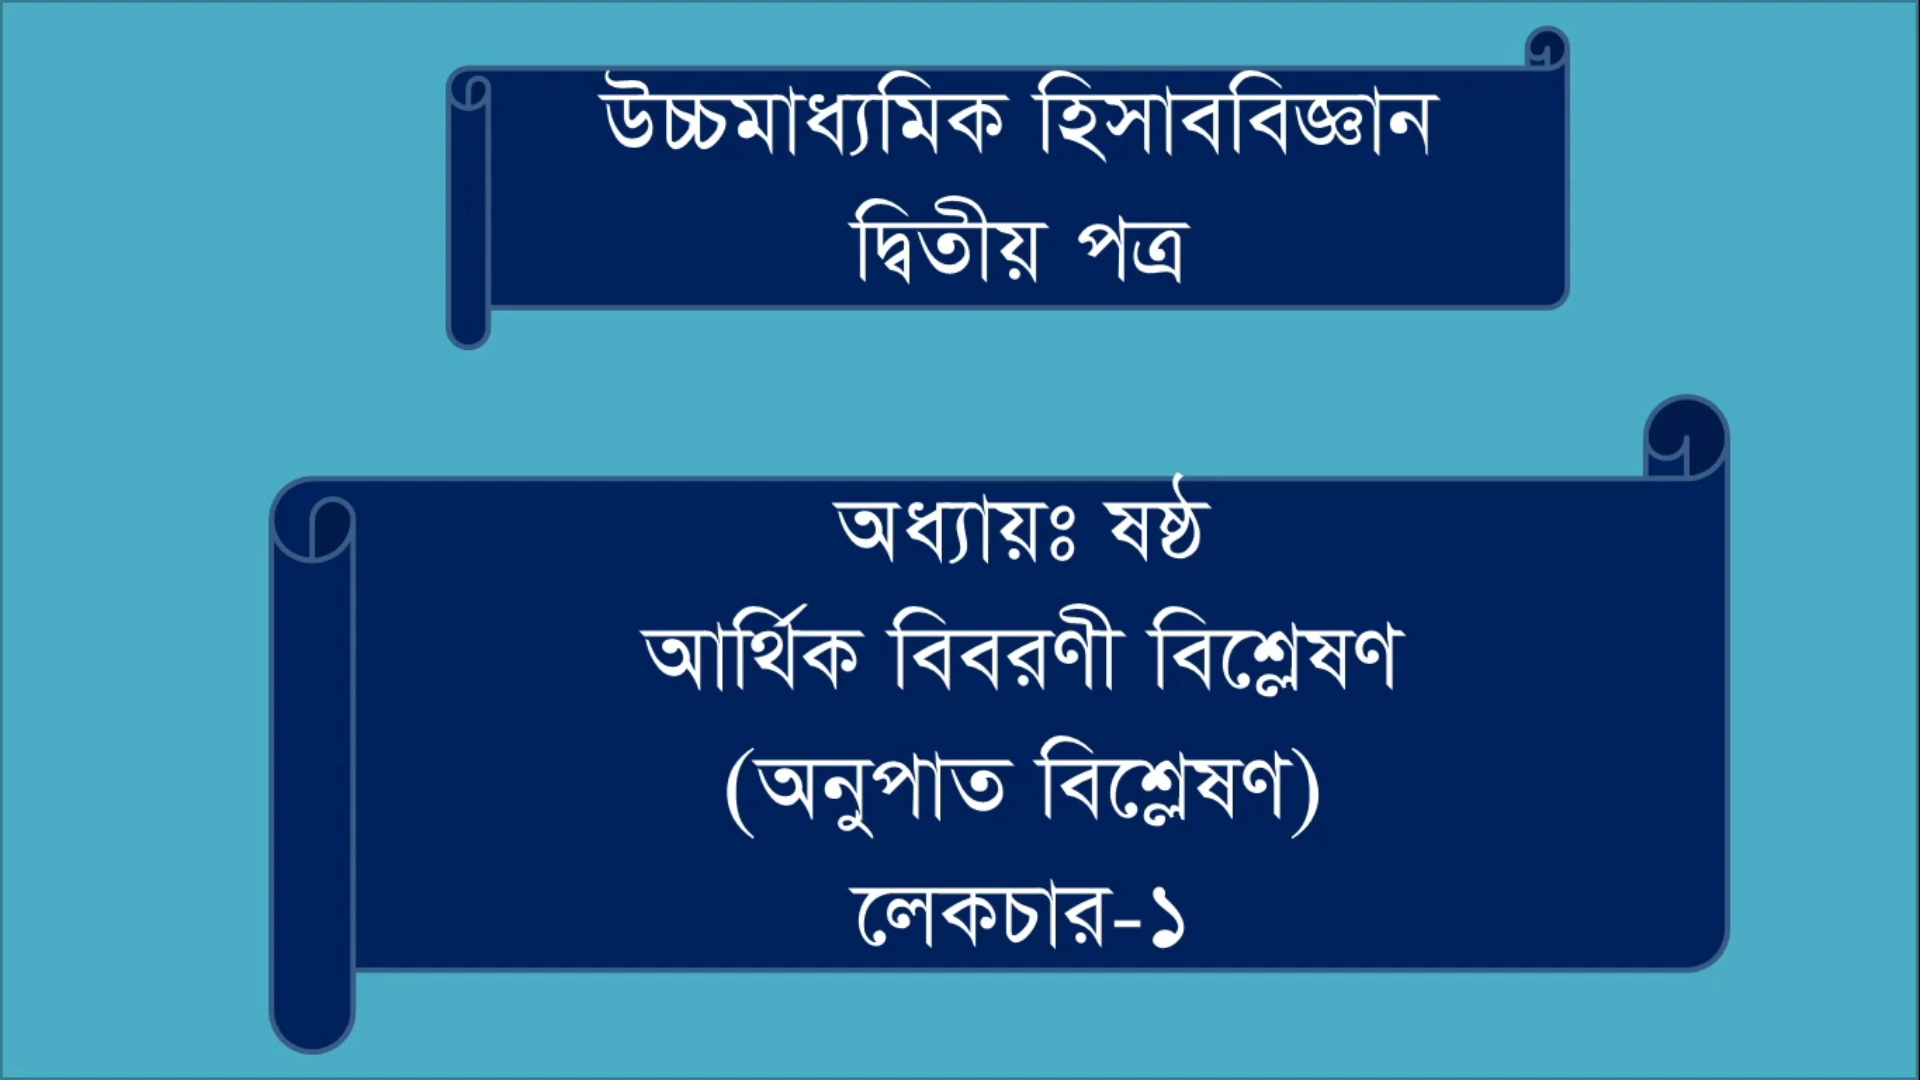 উচ্চমাধ্যমিক হিসাববিজ্ঞান
দ্বিতীয় পত্র
অধ্যায়ঃ ষষ্ঠ
আর্থিক বিবরণী বিশ্লেষণ
(অনুপাত বিশ্লেষণ)
লেকচার-১